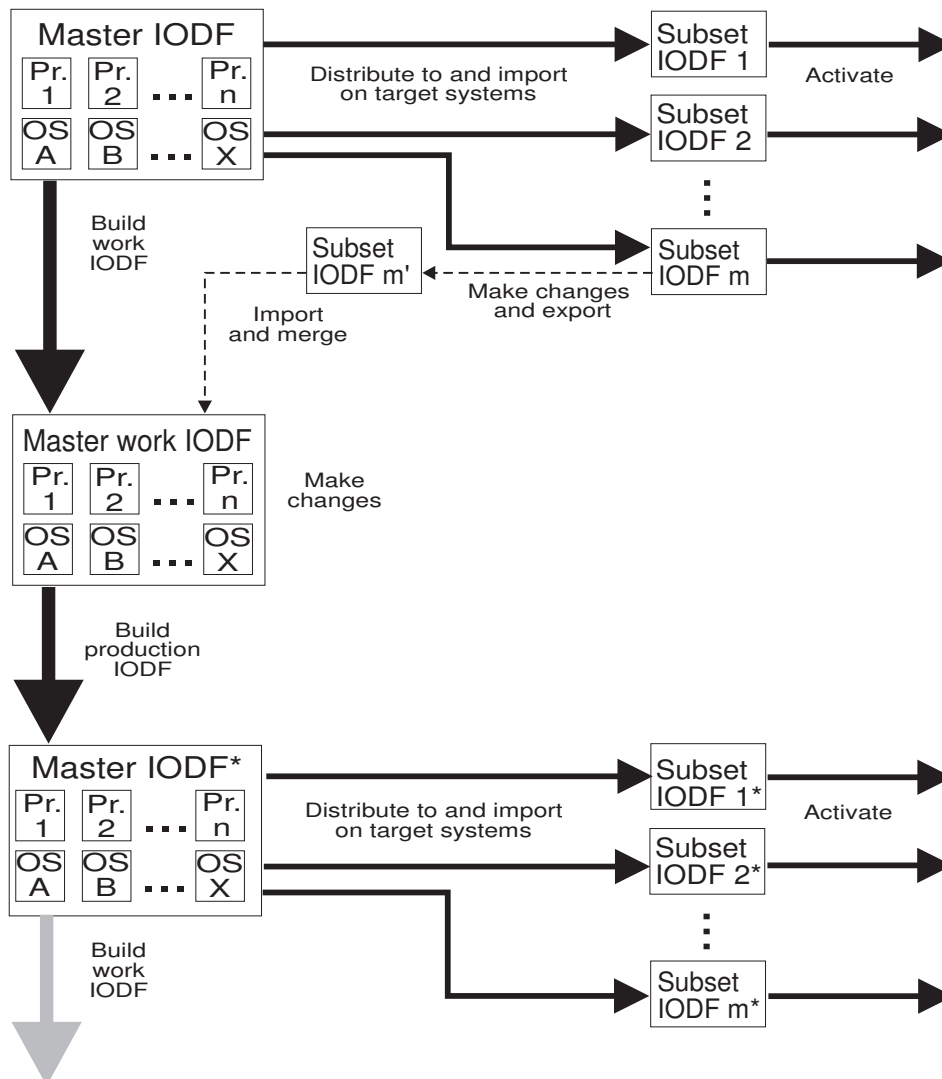 Master IODF
Pr. Pr. Pr.
1 2 ... n
OS OS OS
A B ... X
Distribute to and import
on target systems
Subset
IODF 1
Activate
Subset
IODF 2
Subset
IODF m
Build
work
IODF
Subset
IODF m'
Make changes
and export
Import
and merge
Master work IODF
Pr. Pr. Pr.
1 2 ... n
OS OS OS
A B ... X
Make
changes
Build
production
IODF
Master IODF*
Pr. Pr. Pr.
1 2 ... n
OS OS OS
A B ... X
Distribute to and import
on target systems
Subset
IODF 1*
Activate
Subset
IODF 2*
Subset
IODF m*
Build
work
IODF